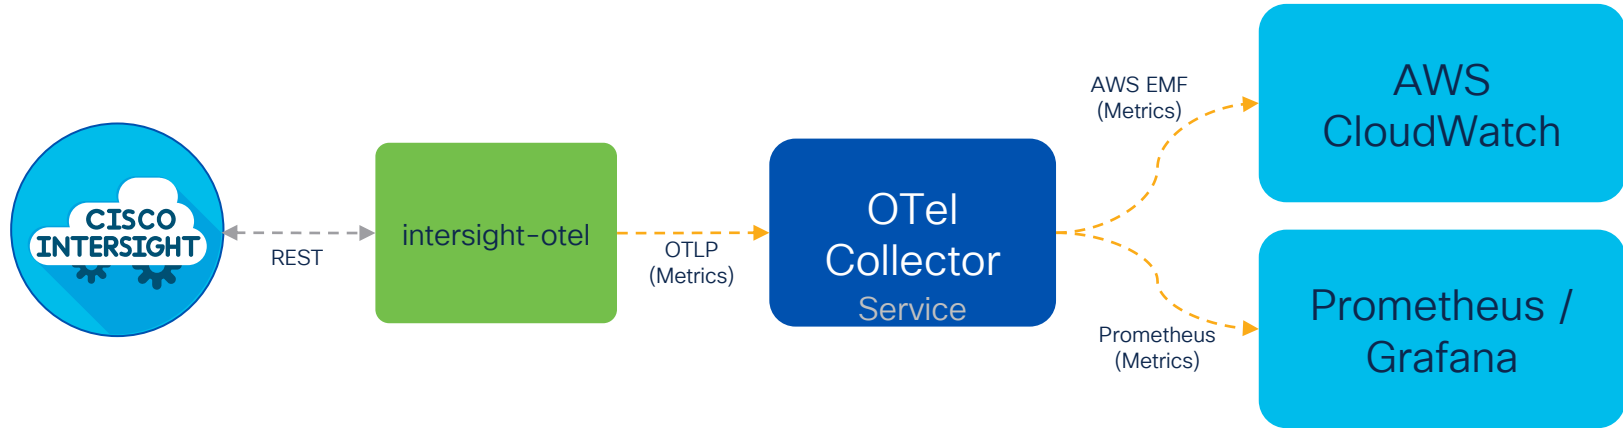 CISCO
INTERSIGHT
REST
intersight-otel
OTLP
(Metrics)
OTel
Collector
Service
AWS EMF
(Metrics)
Prometheus
(Metrics)
AWS
CloudWatch
Prometheus /
Grafana